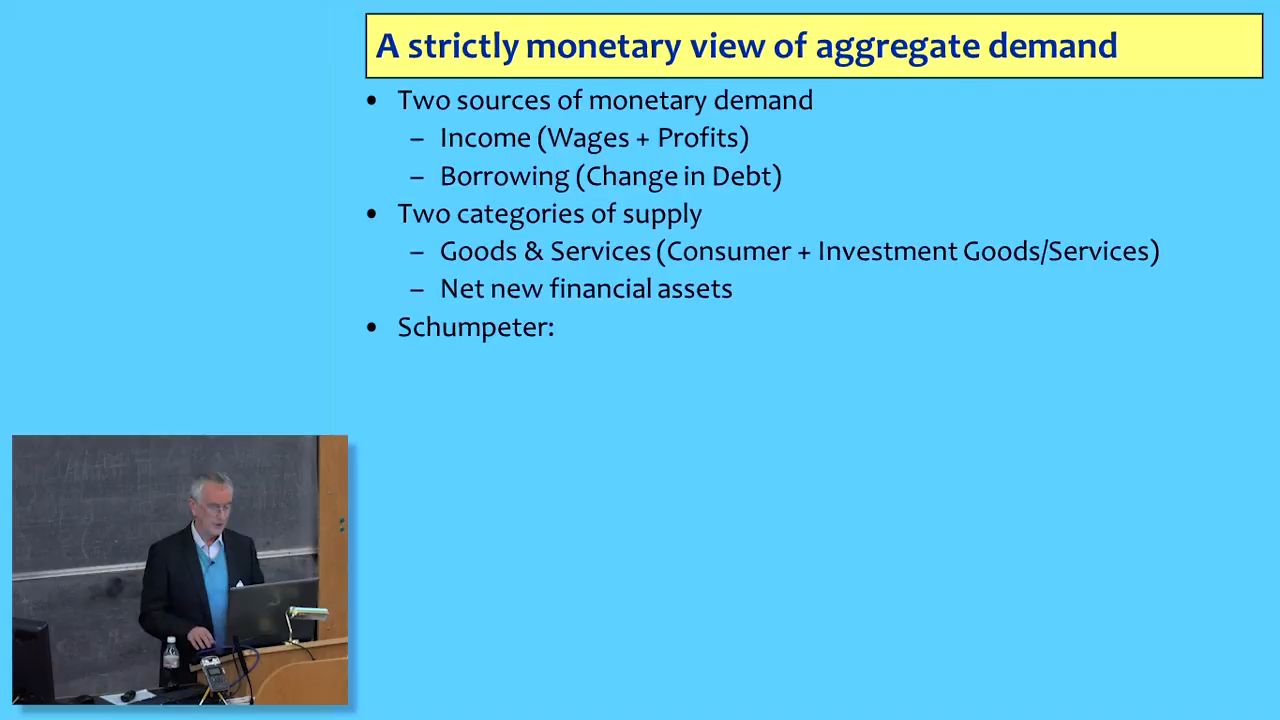 A strictly monetary view of aggregate demand
• Two sources of monetary demand
– Income (Wages + Profits)
– Borrowing (Change in Debt)
• Two categories of supply
– Goods & Services (Consumer + Investment Goods/Services)
– Net new financial assets
• Schumpeter: